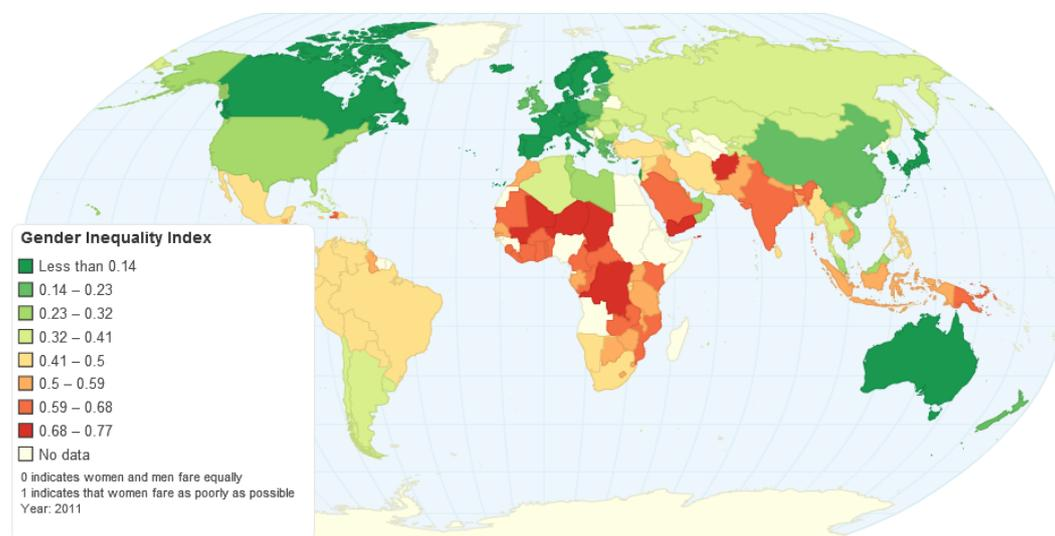 Gender Inequality Index
Less than 0.14
0.14 – 0.23
0.23 – 0.32
0.32 – 0.41
0.41 – 0.5
0.5 – 0.59
0.59 – 0.68
0.68 – 0.77
No data
0 indicates women and men fare equally
1 indicates that women fare as poorly as possible
Year: 2011